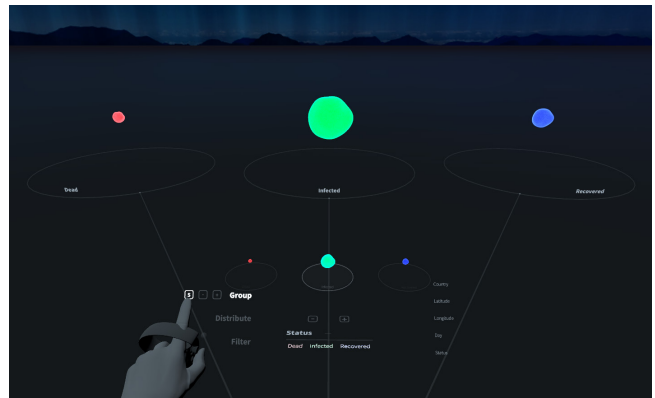 Dead
Infected
Recovered
Country
Latitude
Group
Longitude
Distribute
Status
Day
Filter
Dead Infected Recovered
Status